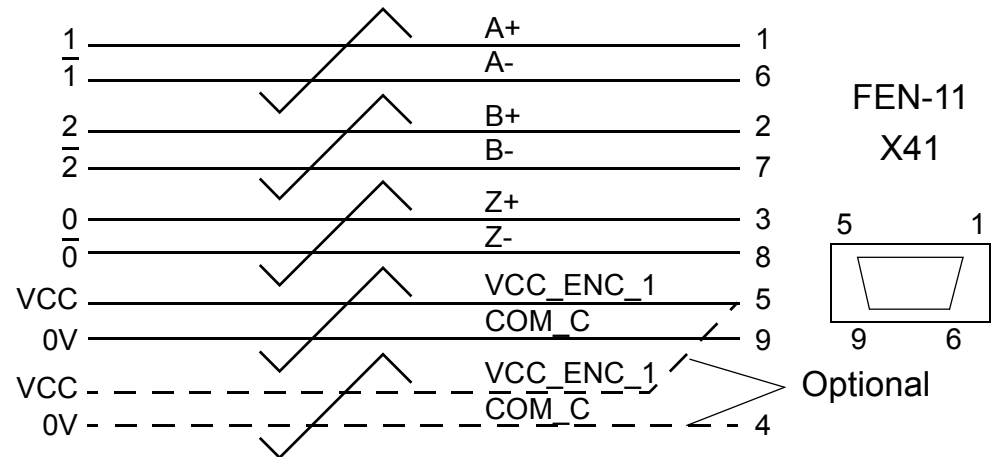 1 A+ 1
1̅ A- 6
2 B+ 2
2̅ B- 7
0 Z+ 3
0̅ Z- 8
VCC VCC_ENC_1 5
0V COM_C 9
VCC VCC_ENC_1
0V COM_C 4
Optional
FEN-11
X41
5 1
9 6